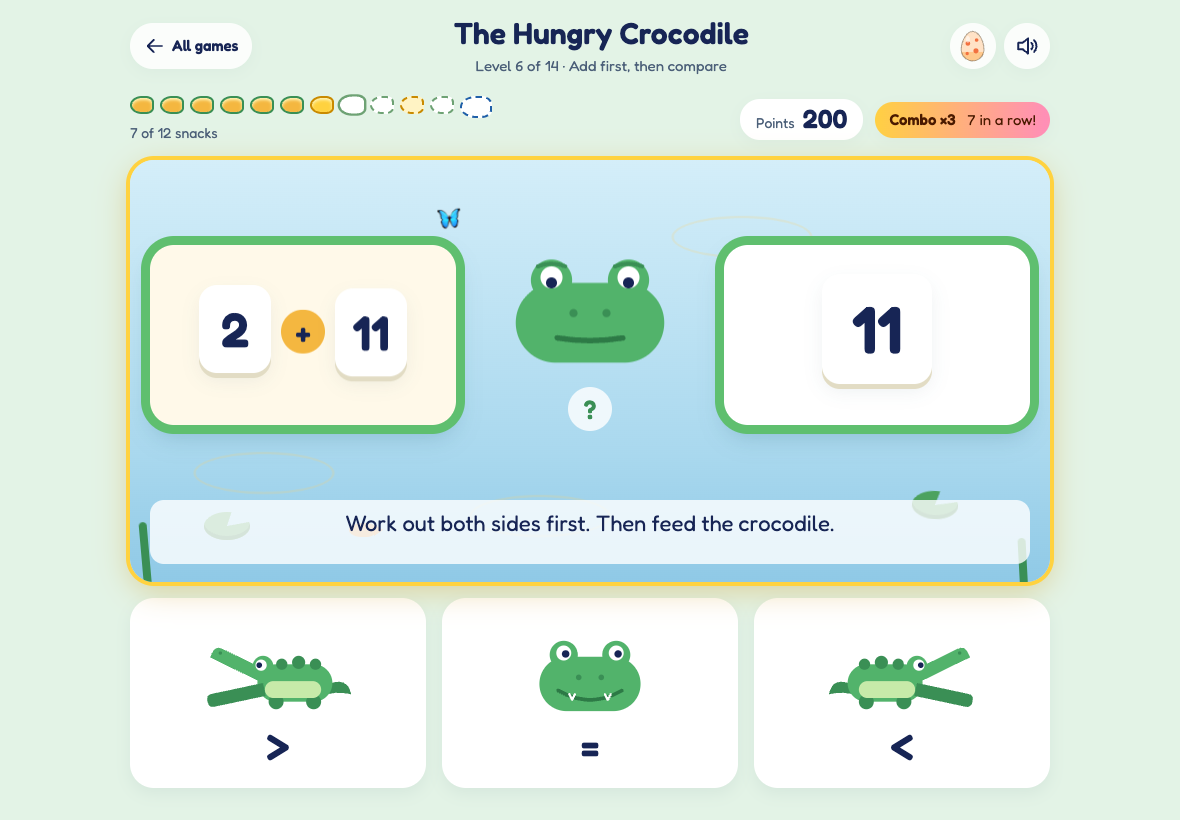 All games
The Hungry Crocodile
Level 6 of 14 · Add first, then compare
7 of 12 snacks
Points 200
Combo ×3 7 in a row!
2 + 11
11
?
Work out both sides first. Then feed the crocodile.
>
=
<